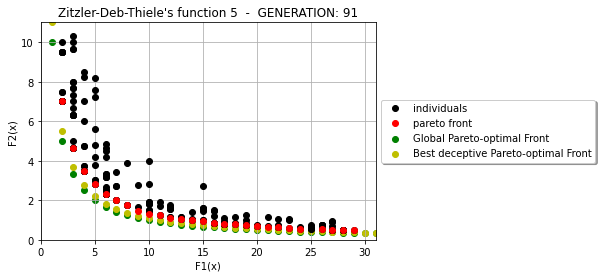 Zitzler-Deb-Thiele's function 5 - GENERATION: 91
10
8
6
4
2
0
F2(x)
0 5 10 15 20 25 30
F1(x)
individuals
pareto front
Global Pareto-optimal Front
Best deceptive Pareto-optimal Front